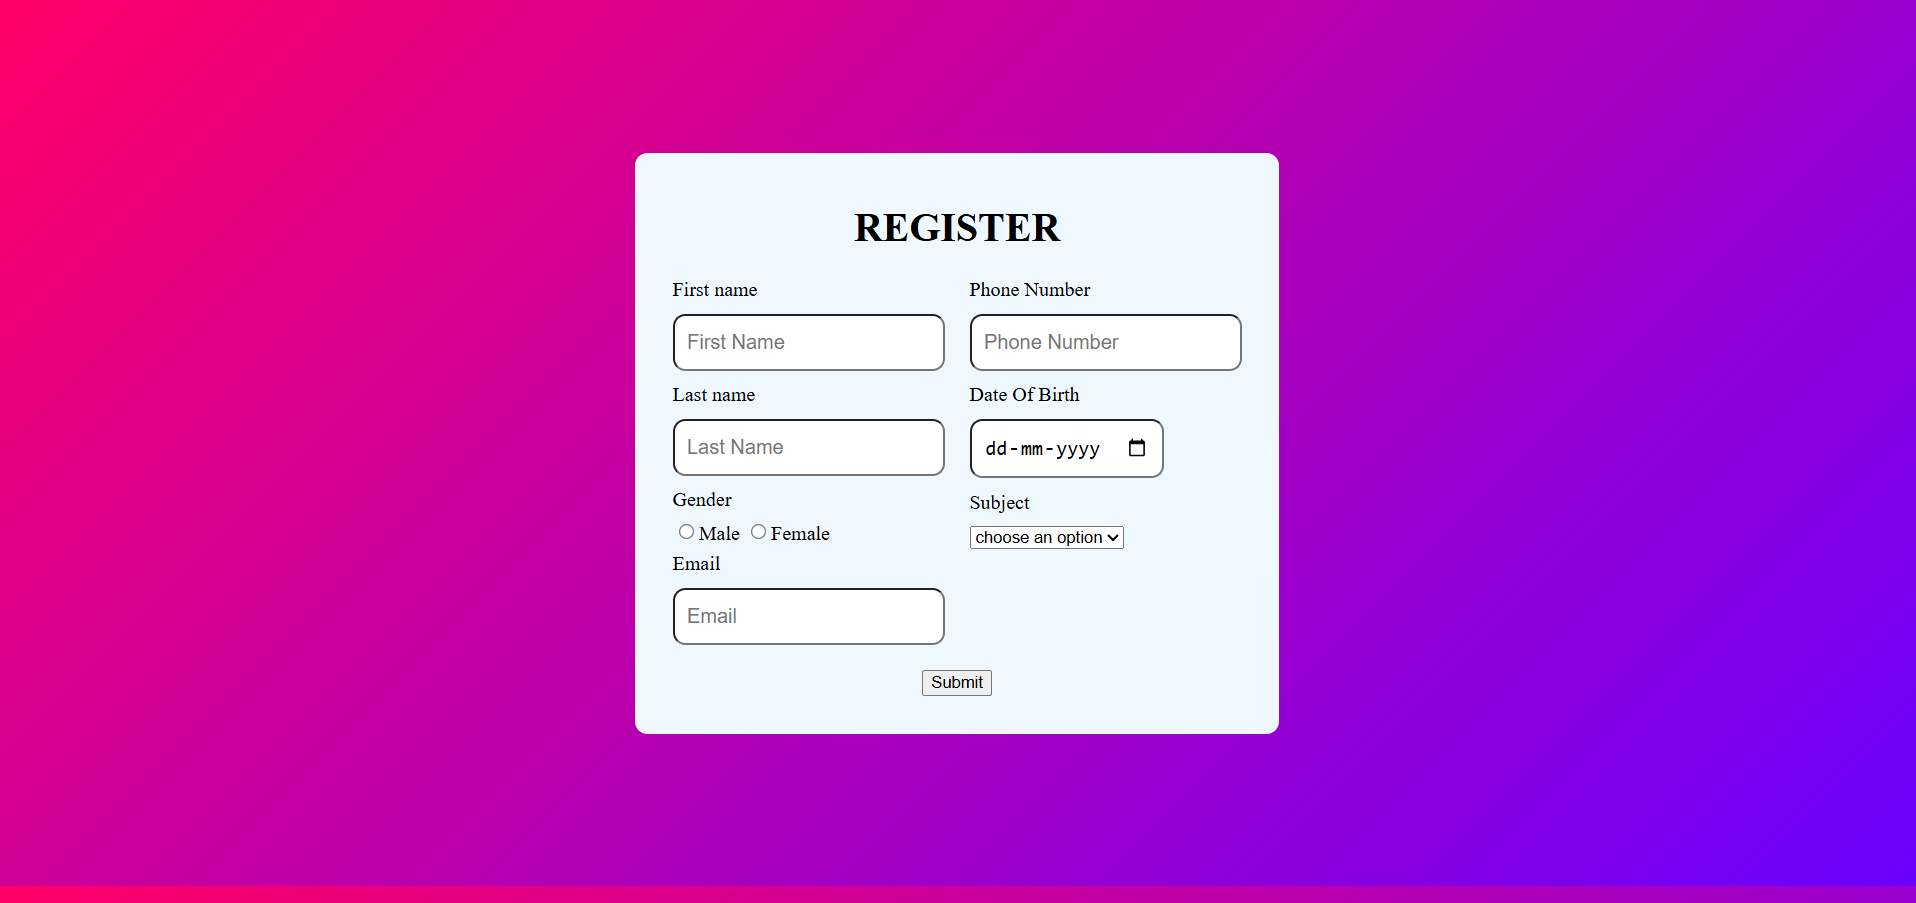 REGISTER
First name
First Name
Last name
Last Name
Gender
Male Female
Email
Email
Phone Number
Phone Number
Date Of Birth
dd-mm-yyyy
Subject
choose an option
Submit